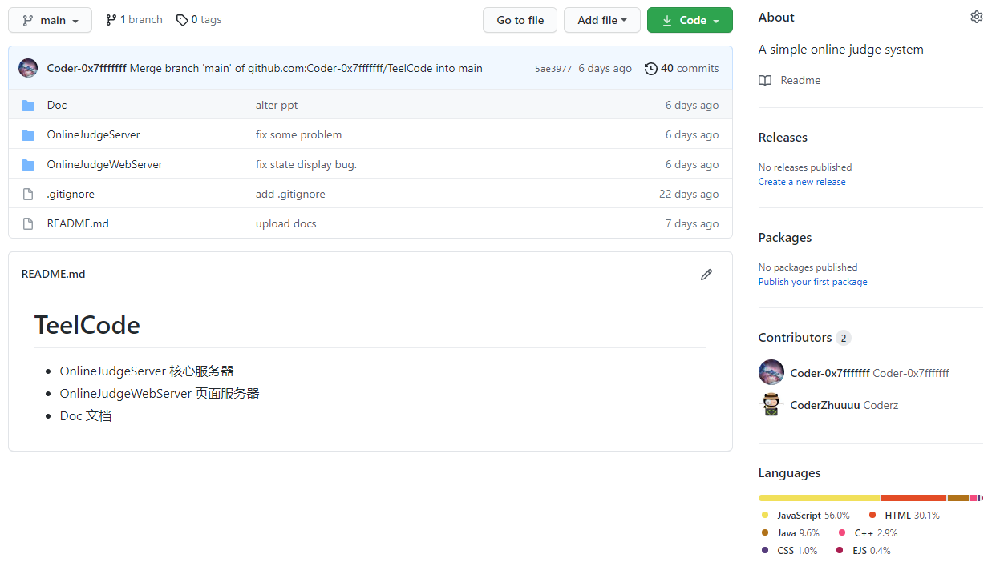 main 1 branch 0 tags Go to file Add file Code
Coder-0x7fffffff Merge branch 'main' of github.com:Coder-0x7fffffff/TeelCode into main 5ae3977 6 days ago 40 commits
Doc alter ppt 6 days ago
OnlineJudgeServer fix some problem 6 days ago
OnlineJudgeWebServer fix state display bug. 6 days ago
.gitignore add .gitignore 22 days ago
README.md upload docs 7 days ago
README.md
TeelCode
OnlineJudgeServer 核心服务器
OnlineJudgeWebServer 页面服务器
Doc 文档
About
A simple online judge system
Readme
Releases
No releases published
Create a new release
Packages
No packages published
Publish your first package
Contributors 2
Coder-0x7fffffff Coder-0x7fffffff
CoderZhuuuu Coderz
Languages
JavaScript 56.0% HTML 30.1%
Java 9.6% C++ 2.9%
CSS 1.0% EJS 0.4%